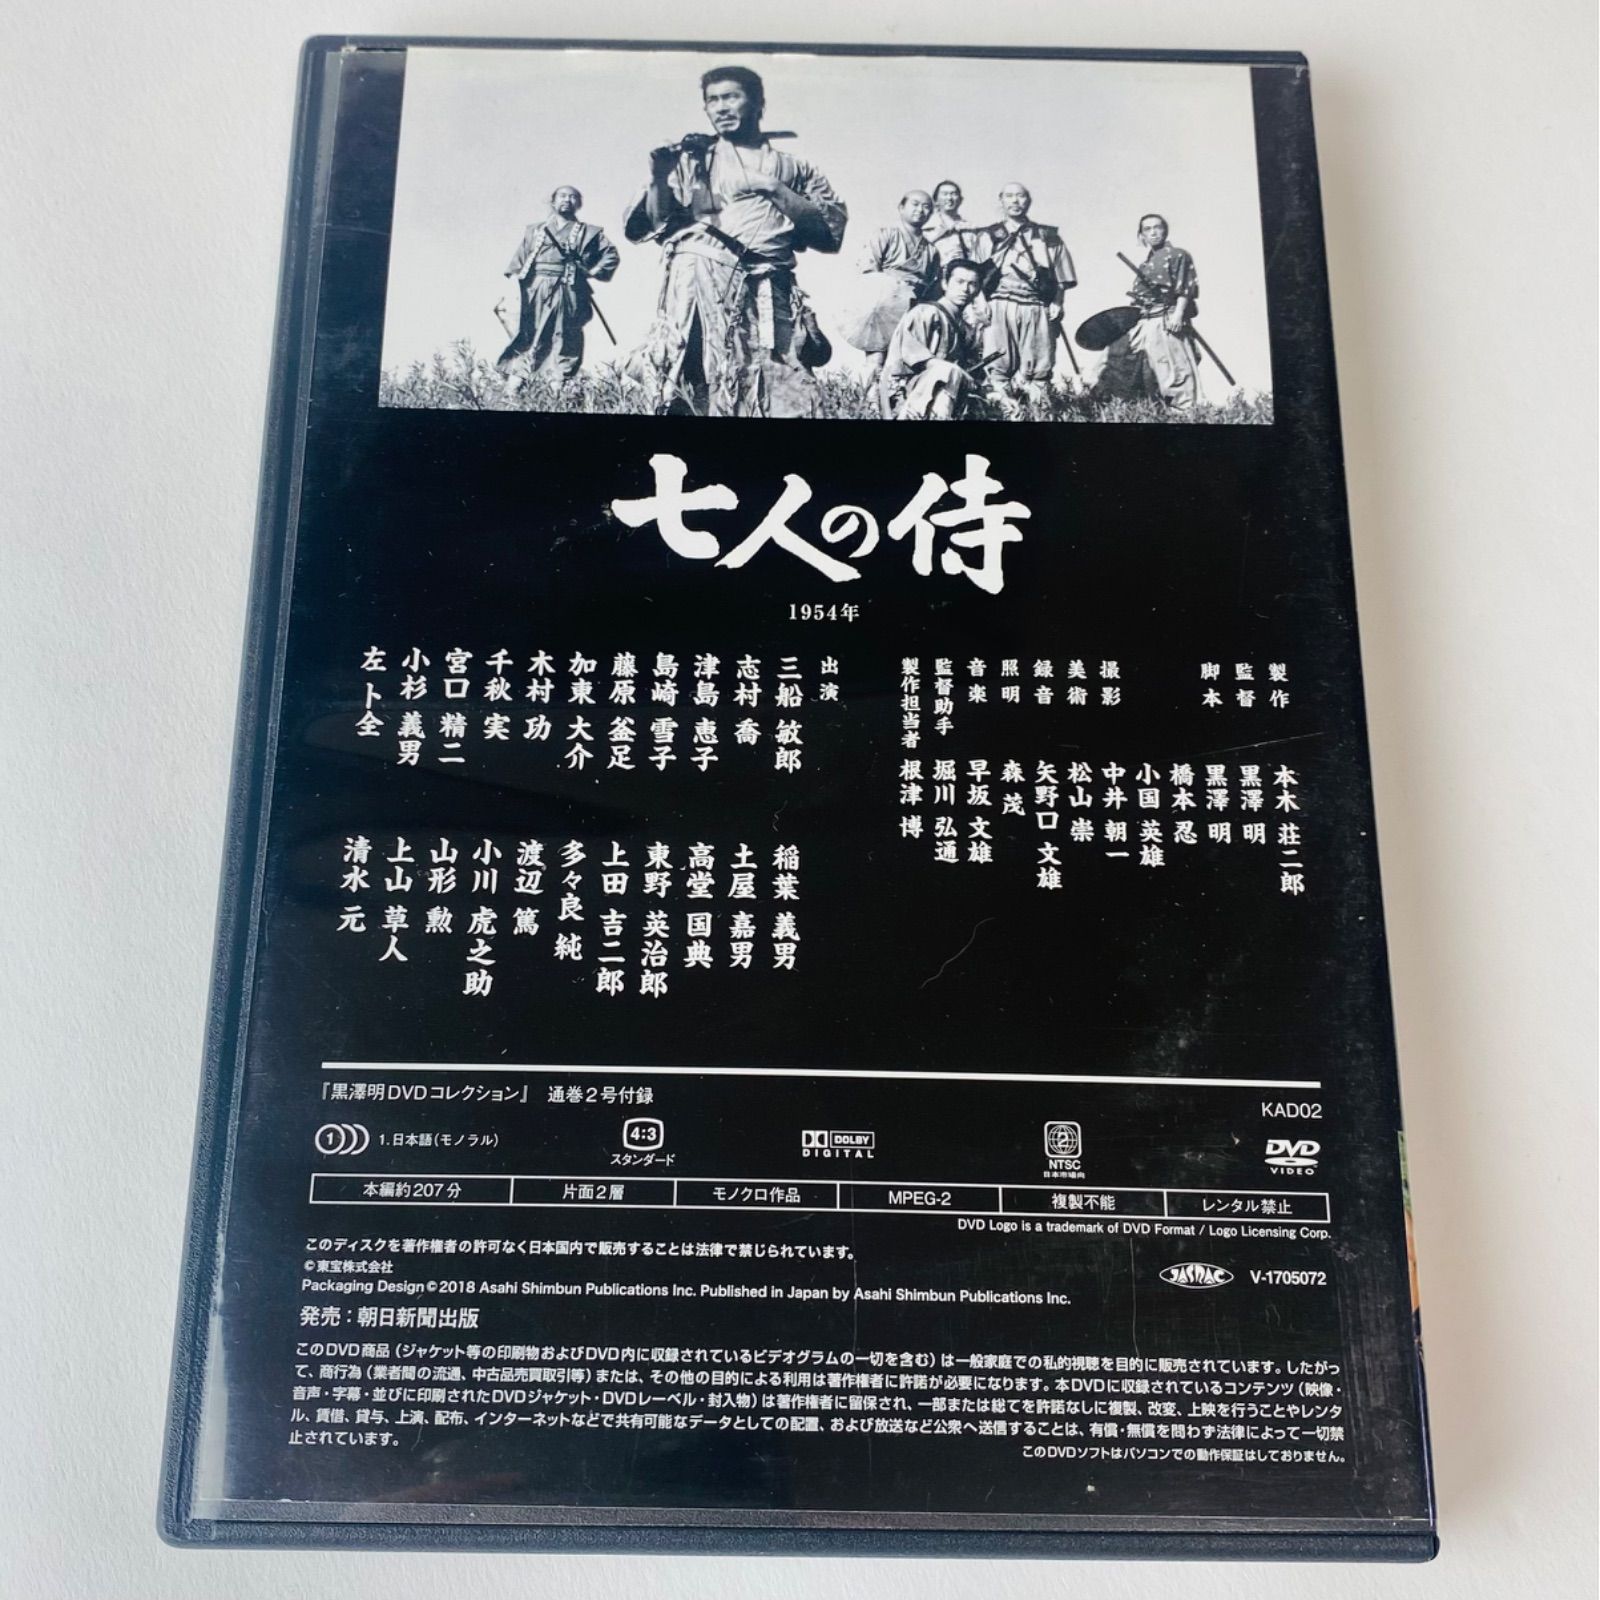 七人の侍
1954年
製作 本木 荘二郎
監督 黒澤 明
脚本 黒澤 明
橋本 忍
小国 英雄
撮影 中井 朝一
美術 松山 崇
録音 矢野口 文雄
照明 森 茂
音楽 早坂 文雄
監督助手 堀川 弘通
製作担当者 根津 博
出演
三船 敏郎
志村 喬
津島 恵子
島崎 雪子
藤原 釜足
加東 大介
木村 功
千秋 実
宮口 精二
小杉 義男
左 卜全
稲葉 義男
土屋 嘉男
高堂 国典
東野 英治郎
上田 吉二郎
多々良 純
渡辺 篤
小川 虎之助
山形 勲
上山 草人
清水 元
『黒澤明DVDコレクション』 通巻2号付録
KAD02
1 1.日本語(モノラル)
4:3
スタンダード
DOLBY
DIGITAL
2
NTSC
日本市場向
DVD
VIDEO
本編約207分 片面2層 モノクロ作品 MPEG-2 複製不能 レンタル禁止
DVD Logo is a trademark of DVD Format / Logo Licensing Corp.
このディスクを著作権者の許可なく日本国内で販売することは法律で禁じられています。
©東宝株式会社
Packaging Design©2018 Asahi Shimbun Publications Inc. Published in Japan by Asahi Shimbun Publications Inc.
JASRAC V-1705072
発売：朝日新聞出版
このDVD商品（ジャケット等の印刷物およびDVD内に収録されているビデオグラムの一切を含む）は一般家庭での私的視聴を目的に販売されています。したがっ
て、商行為（業者間の流通、中古品売買取引等）または、その他の目的による利用は著作権者に許諾が必要になります。本DVDに収録されているコンテンツ（映像・
音声・字幕・並びに印刷されたDVDジャケット・DVDレーベル・封入物）は著作権者に留保され、一部または総てを許諾なしに複製、改変、上映を行うことやレンタ
ル、賃借、貸与、上演、配布、インターネットなどで共有可能なデータとしての配置、および放送など公衆へ送信することは、有償・無償を問わず法律によって一切禁
止されています。
このDVDソフトはパソコンでの動作保証はしておりません。